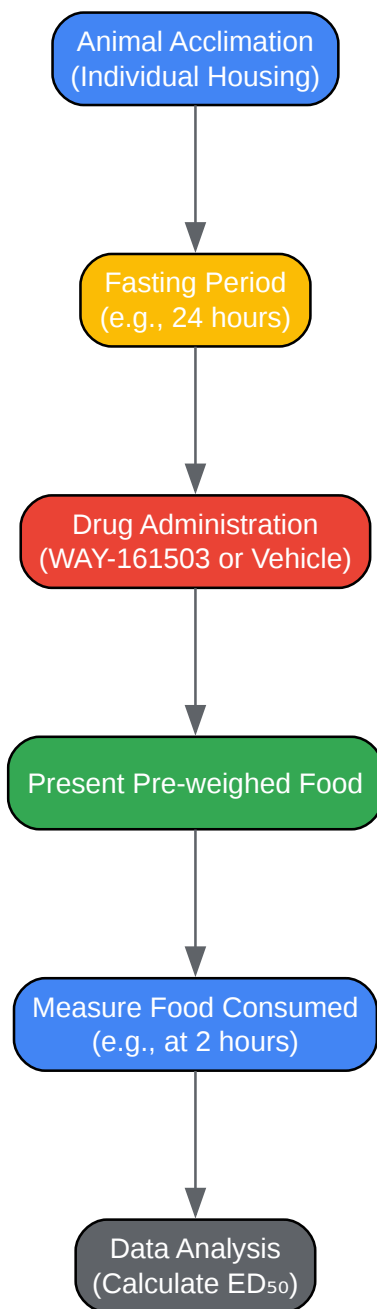 Animal Acclimation
(Individual Housing)
Fasting Period
(e.g., 24 hours)
Drug Administration
(WAY-161503 or Vehicle)
Present Pre-weighed Food
Measure Food Consumed
(e.g., at 2 hours)
Data Analysis
(Calculate ED₅₀)